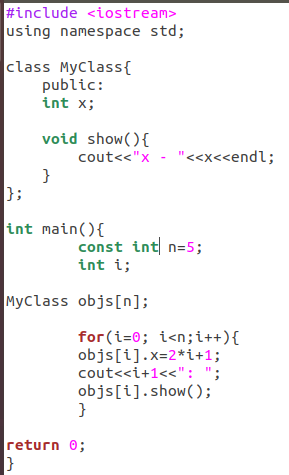 #include <iostream>
using namespace std;
class MyClass{
    public:
    int x;
    void show(){
        cout<<"x - "<<x<<endl;
    }
};
int main(){
        const int n=5;
        int i;
MyClass objs[n];
        for(i=0; i<n;i++){
        objs[i].x=2*i+1;
        cout<<i+1<<": ";
        objs[i].show();
        }
return 0;
}